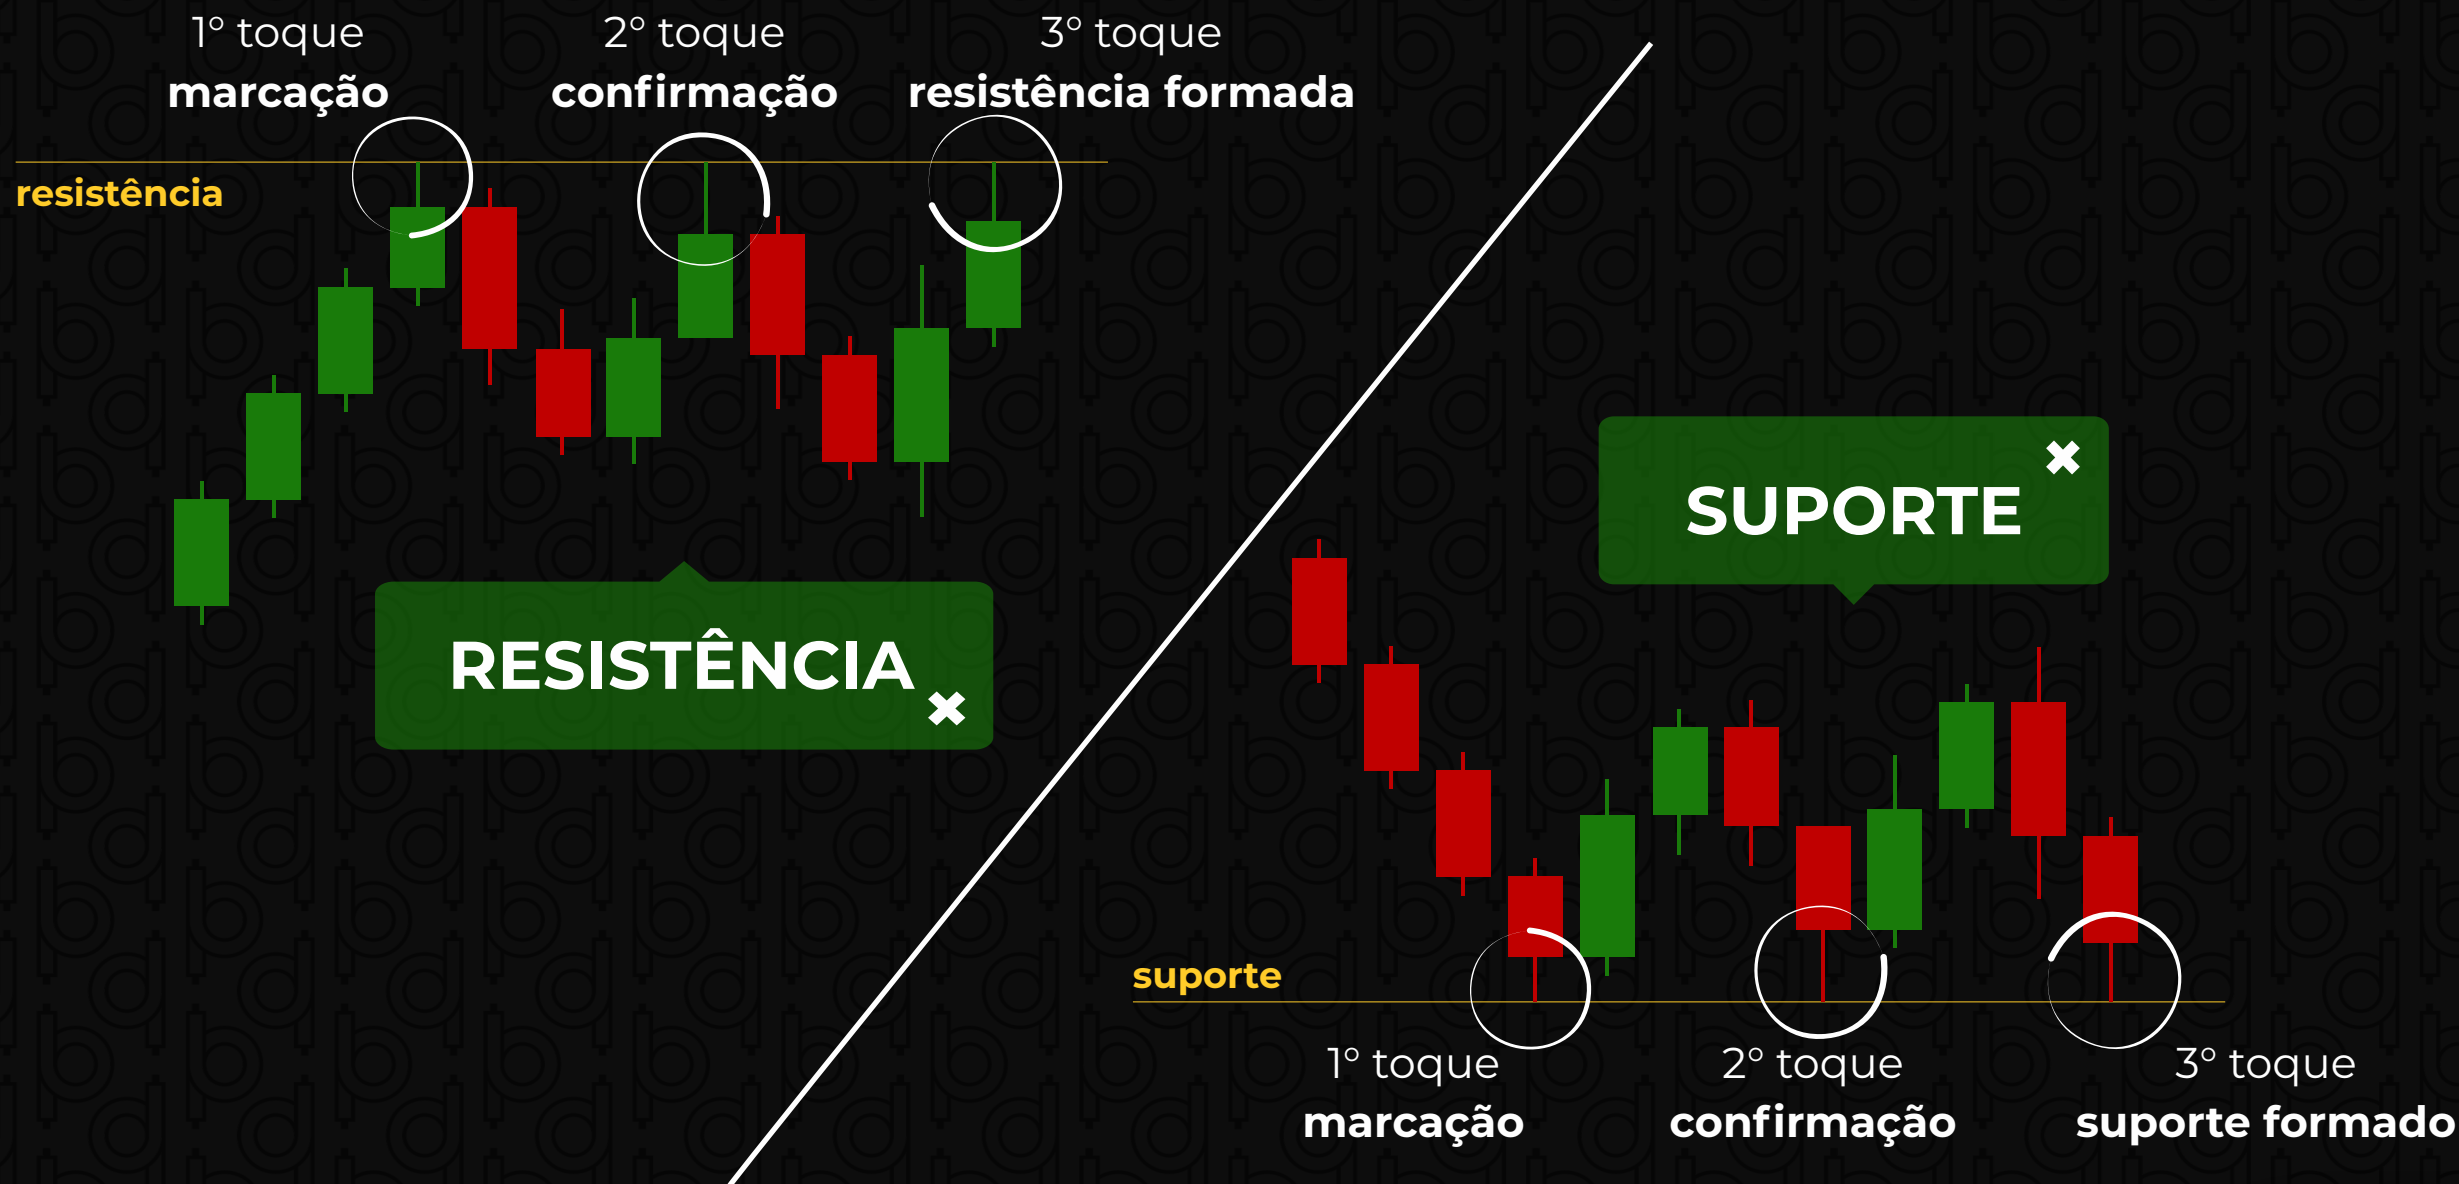 1º toque
marcação
2º toque
confirmação
3º toque
resistência formada
resistência
RESISTÊNCIA
SUPORTE
suporte
1º toque
marcação
2º toque
confirmação
3º toque
suporte formado